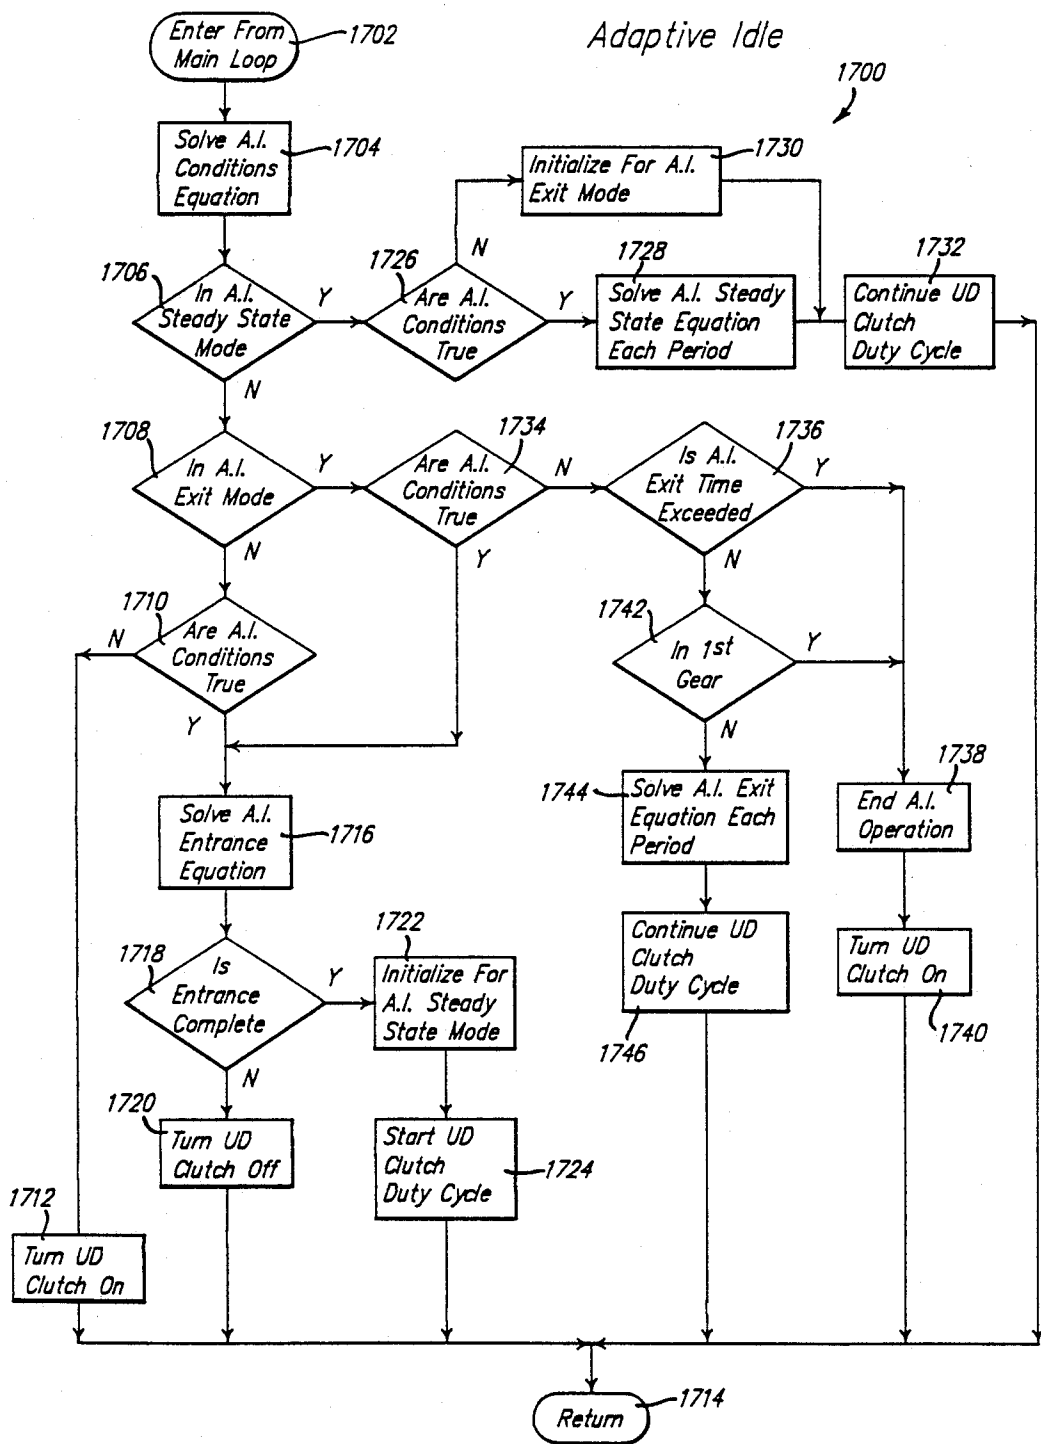 Adaptive Idle
1700
Enter From
Main Loop
1702
Solve A.I.
Conditions
Equation
1704
1706
In A.I.
Steady State
Mode
Y
N
1726
Are A.I.
Conditions
True
N
Y
Initialize For A.I.
Exit Mode
1730
1728
Solve A.I. Steady
State Equation
Each Period
1732
Continue UD
Clutch
Duty Cycle
1708
In A.I.
Exit Mode
Y
N
1734
Are A.I.
Conditions
True
N
Y
1736
Is A.I.
Exit Time
Exceeded
Y
N
1710
Are A.I.
Conditions
True
N
Y
1742
In 1st
Gear
Y
N
Solve A.I.
Entrance
Equation
1716
1744
Solve A.I. Exit
Equation Each
Period
1738
End A.I.
Operation
1718
Is
Entrance
Complete
Y
N
1722
Initialize For
A.I. Steady
State Mode
Continue UD
Clutch
Duty Cycle
1746
Turn UD
Clutch On
1740
1720
Turn UD
Clutch Off
Start UD
Clutch
Duty Cycle
1724
1712
Turn UD
Clutch On
Return
1714